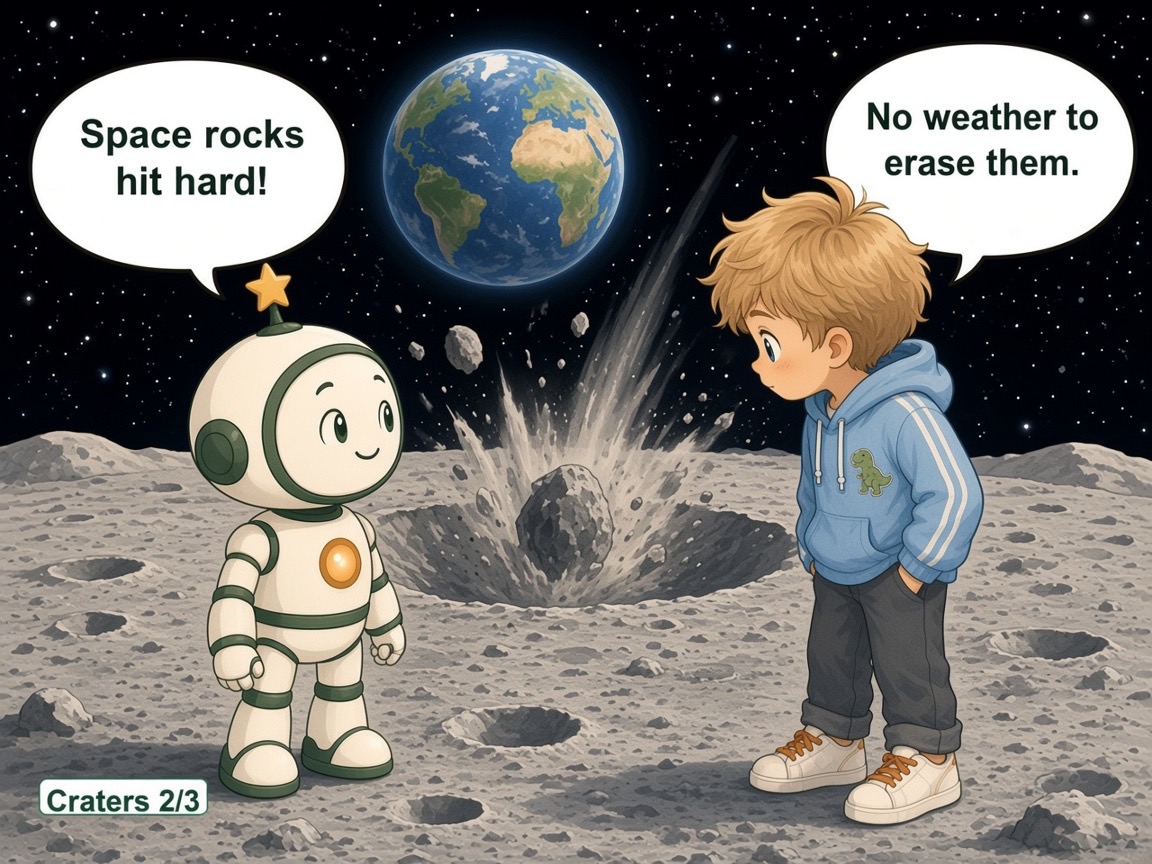 Space rocks
hit hard!
No weather to
erase them.
Craters 2/3